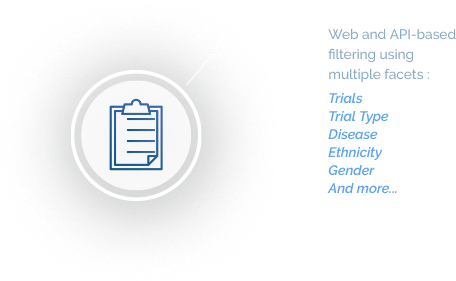 Web and API-based
filtering using
multiple facets :
Trials
Trial Type
Disease
Ethnicity
Gender
And more...